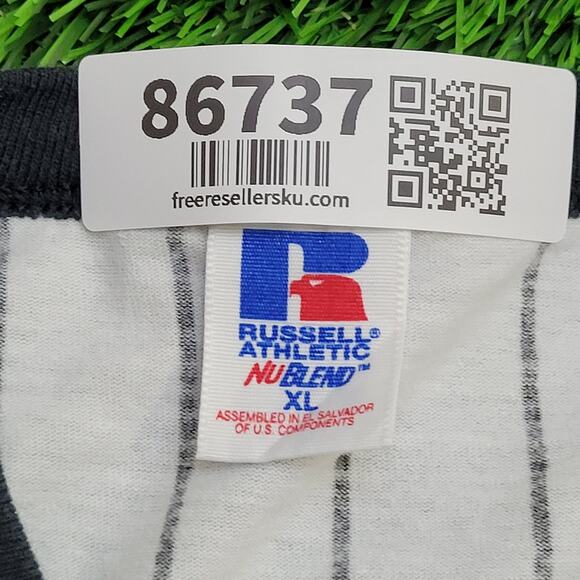 86737
freeresellersku.com
R
RUSSELL®
ATHLETIC
NUBLEND™
XL
ASSEMBLED IN EL SALVADOR
OF U.S. COMPONENTS